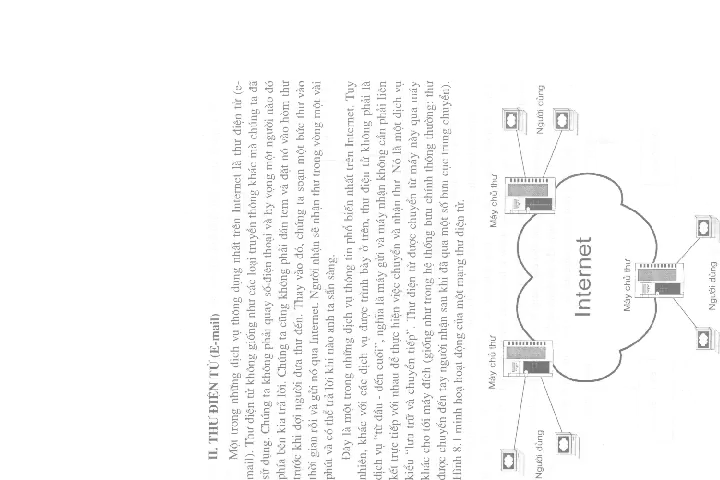 II. THƯ ĐIỆN TỬ (E-mail)
Một trong những dịch vụ thông dụng nhất trên Internet là thư điện tử (e-
mail). Thư điện tử không giống như các loại truyền thông khác mà chúng ta đã
sử dụng. Chúng ta không phải quay số điện thoại và hy vọng một người nào đó
phía bên kia trả lời. Chúng ta cũng không phải dán tem và đặt nó vào hòm thư
trước khi đợi người đưa thư đến. Thay vào đó, chúng ta soạn một bức thư vào
thời gian rỗi và gửi nó qua Internet. Người nhận sẽ nhận thư trong vòng một vài
phút và có thể trả lời khi nào anh ta sẵn sàng.
Đây là một trong những dịch vụ thông tin phổ biến nhất trên Internet. Tuy
nhiên, khác với các dịch vụ được trình bày ở trên, thư điện tử không phải là
dịch vụ "từ đầu - đến cuối", nghĩa là máy gửi và máy nhận không cần phải liên
kết trực tiếp với nhau để thực hiện việc chuyển và nhận thư. Nó là một dịch vụ
kiểu "lưu trữ và chuyển tiếp". Thư điện tử được chuyển từ máy này qua máy
khác cho tới máy đích (giống như trong hệ thống bưu chính thông thường: thư
được chuyển đến tay người nhận sau khi đã qua một số bưu cục trung chuyển).
Hình 8.1 minh hoạ hoạt động của một mạng thư điện tử.
Máy chủ thư
Máy chủ thư
Người dùng
Người dùng
Internet
Máy chủ thư
Người dùng